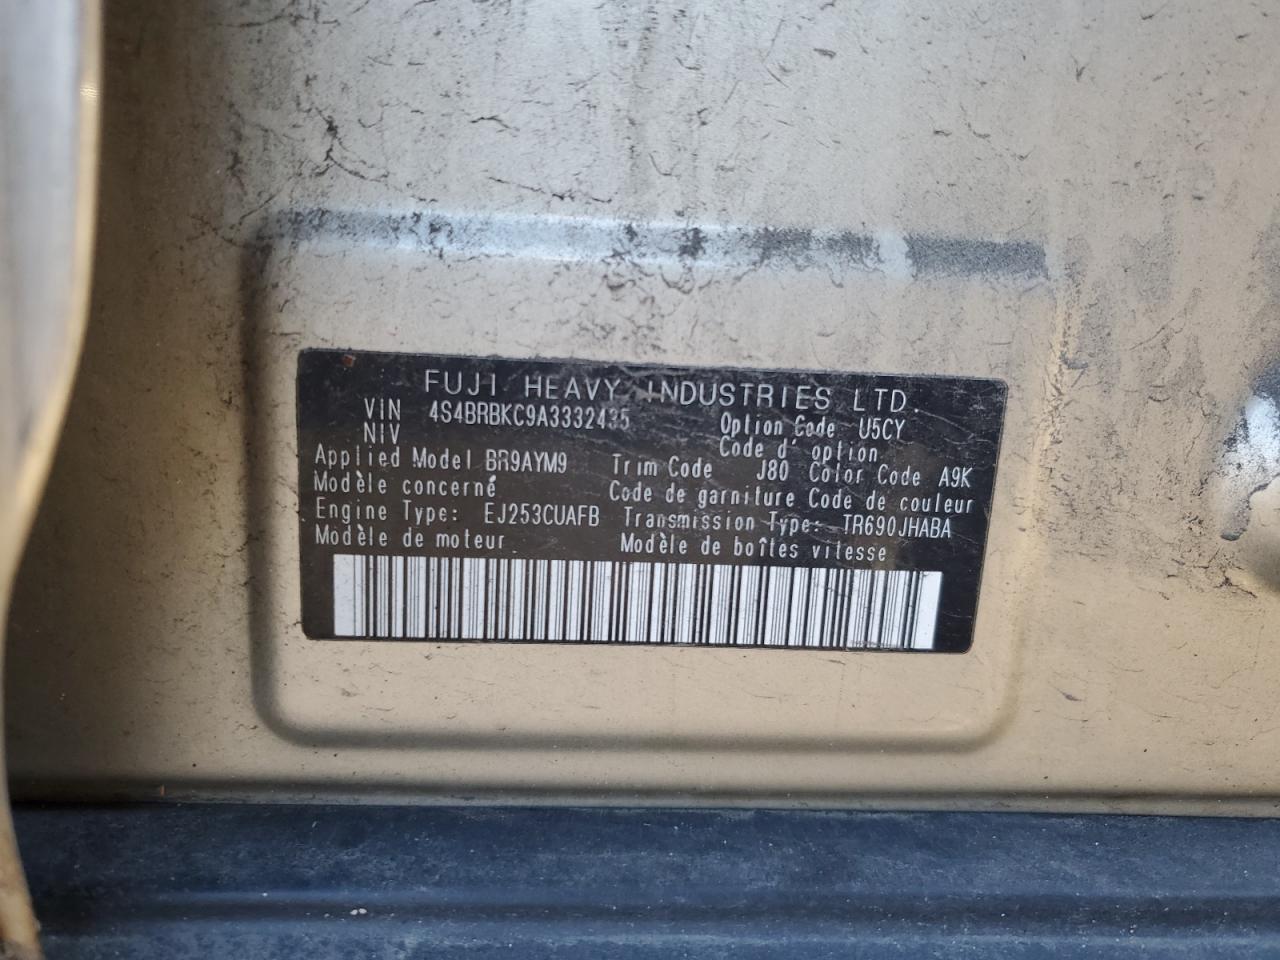 FUJI HEAVY INDUSTRIES LTD.
VIN 4S4BRBKC9A3332435 Option Code U5CY
NIV Code d'option
Applied Model BR9AYM9 Trim Code J80 Color Code A9K
Modèle concerné Code de garniture Code de couleur
Engine Type: EJ253CUAFB Transmission Type: TR690JHABA
Modèle de moteur Modèle de boîtes vitesse